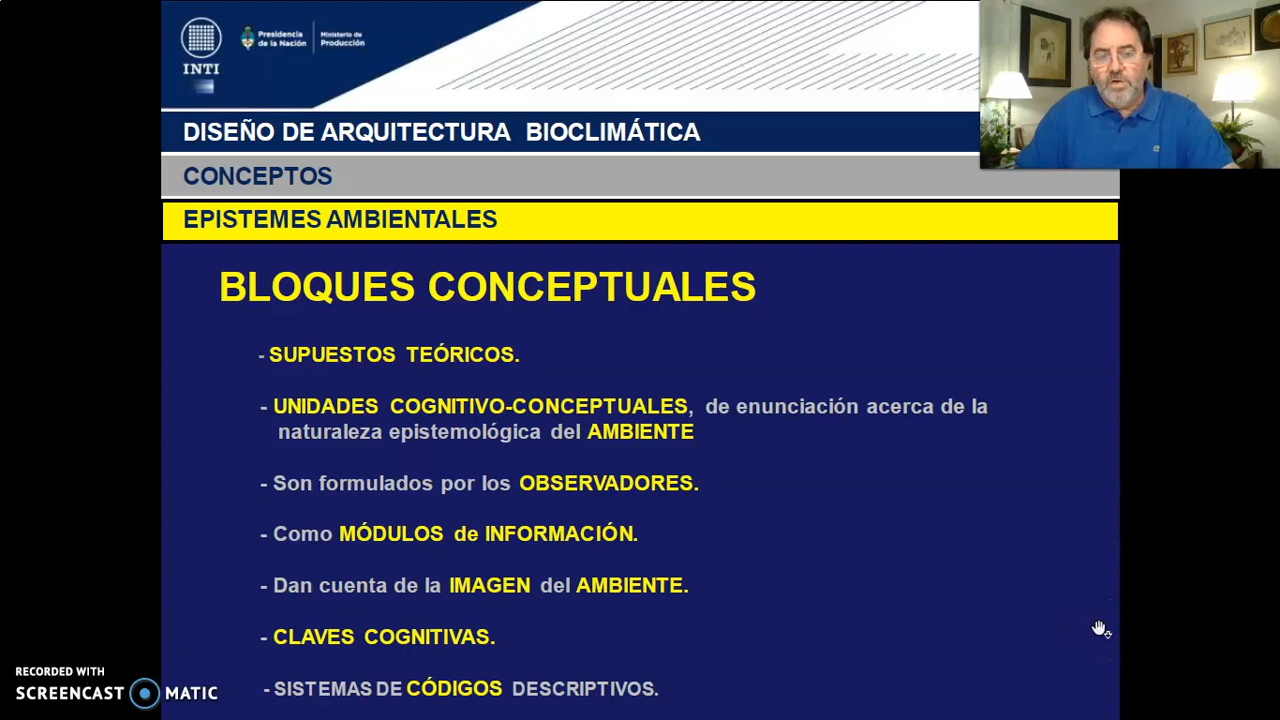 INTI
Presidencia
de la Nación
Ministerio de
Producción
DISEÑO DE ARQUITECTURA BIOCLIMÁTICA
CONCEPTOS
EPISTEMES AMBIENTALES
BLOQUES CONCEPTUALES
- SUPUESTOS TEÓRICOS.
- UNIDADES COGNITIVO-CONCEPTUALES, de enunciación acerca de la
naturaleza epistemológica del AMBIENTE
- Son formulados por los OBSERVADORES.
- Como MÓDULOS de INFORMACIÓN.
- Dan cuenta de la IMAGEN del AMBIENTE.
- CLAVES COGNITIVAS.
- SISTEMAS DE CÓDIGOS DESCRIPTIVOS.
RECORDED WITH
SCREENCAST MATIC